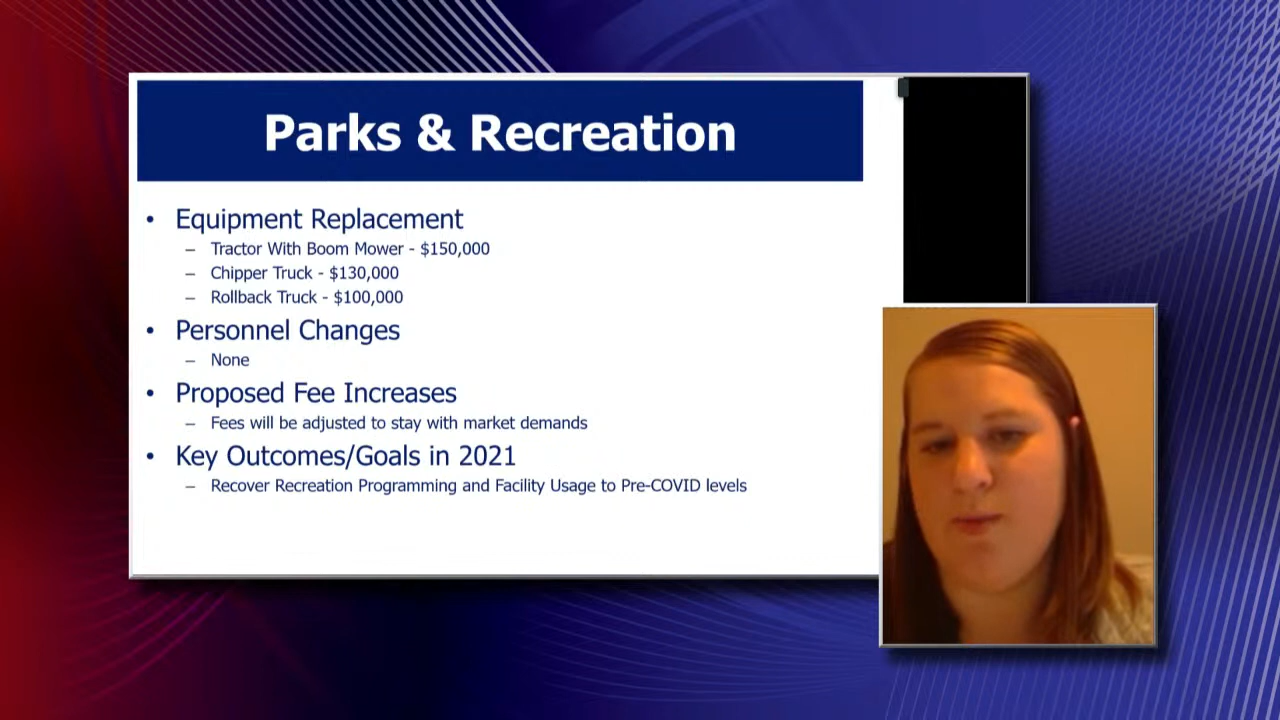 Parks & Recreation
• Equipment Replacement
– Tractor With Boom Mower - $150,000
– Chipper Truck - $130,000
– Rollback Truck - $100,000
• Personnel Changes
– None
• Proposed Fee Increases
– Fees will be adjusted to stay with market demands
• Key Outcomes/Goals in 2021
– Recover Recreation Programming and Facility Usage to Pre-COVID levels